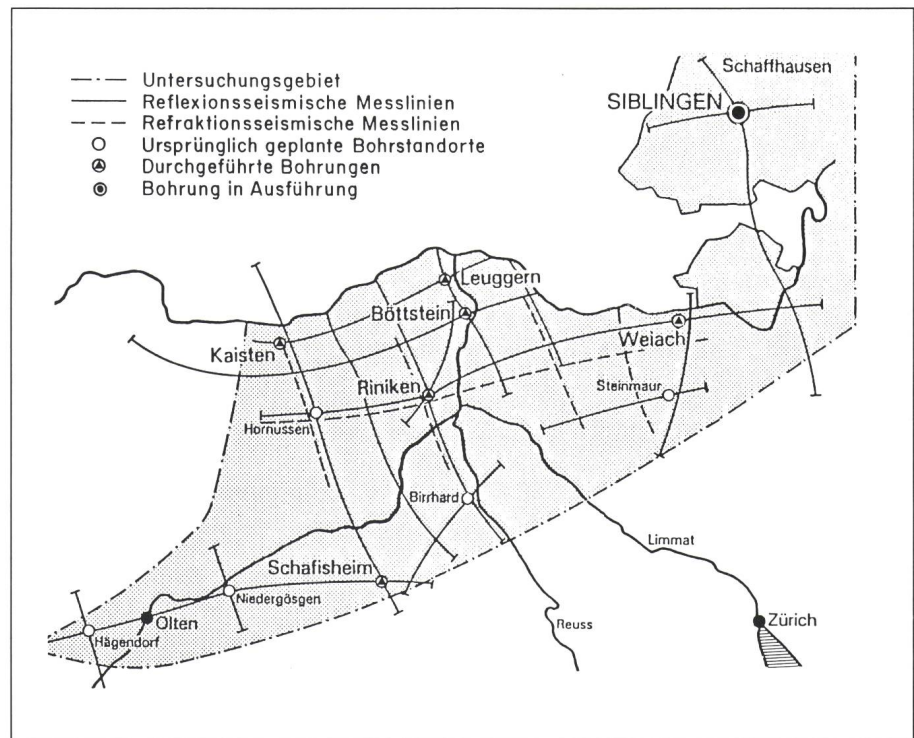 Untersuchungsgebiet
Reflexionsseismische Messlinien
Refraktionsseismische Messlinien
Ursprünglich geplante Bohrstandorte
Durchgeführte Bohrungen
Bohrung in Ausführung
Schaffhausen
SIBLINGEN
Leuggern
Böttstein
Kaisten
Weiach
Riniken
Steinmaur
Hornussen
Birrhard
Limmat
Schafisheim
Niedergösgen
Olten
Zürich
Reuss
Hägendorf